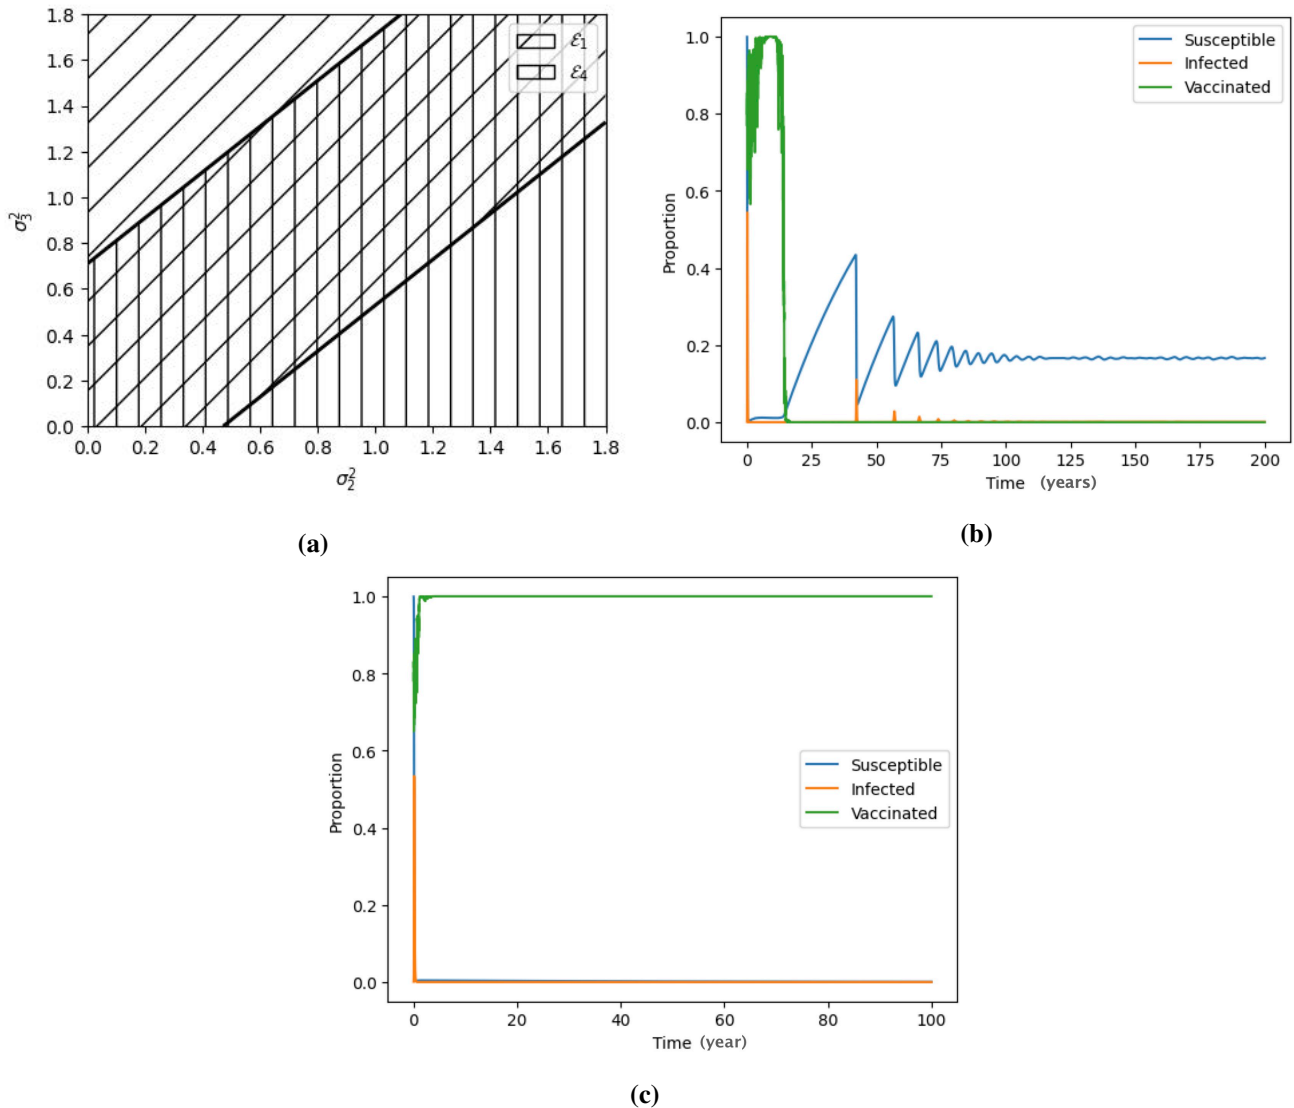 1.8
1.6
1.4
1.2
1.0
0.8
0.6
0.4
0.2
0.0
0.0 0.2 0.4 0.6 0.8 1.0 1.2 1.4 1.6 1.8
σ₃²
σ₂²
ℰ₁
ℰ₄
(a)
1.0
0.8
0.6
0.4
0.2
0.0
0 25 50 75 100 125 150 175 200
Proportion
Time (years)
Susceptible
Infected
Vaccinated
(b)
1.0
0.8
0.6
0.4
0.2
0.0
0 20 40 60 80 100
Proportion
Time (year)
Susceptible
Infected
Vaccinated
(c)